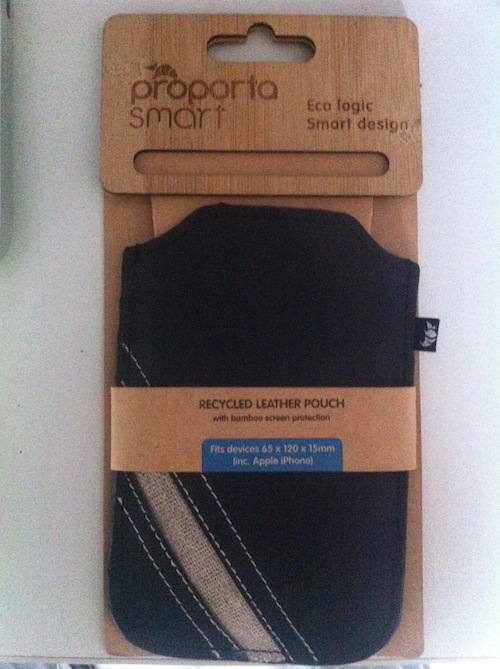 proporta
smart
Eco logic
Smart design
RECYCLED LEATHER POUCH
with bamboo screen protection
Fits devices 65 x 120 x 15mm
(inc. Apple iPhone)